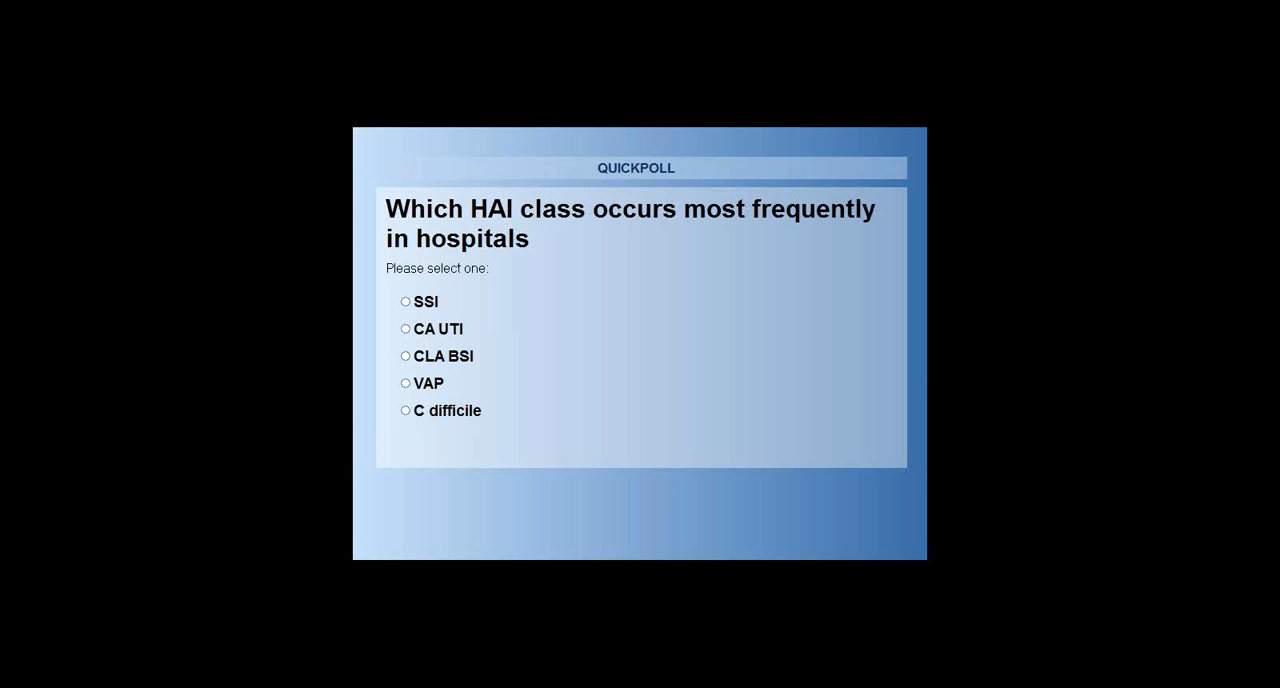 QUICKPOLL
Which HAI class occurs most frequently
in hospitals
Please select one:
SSI
CA UTI
CLA BSI
VAP
C difficile